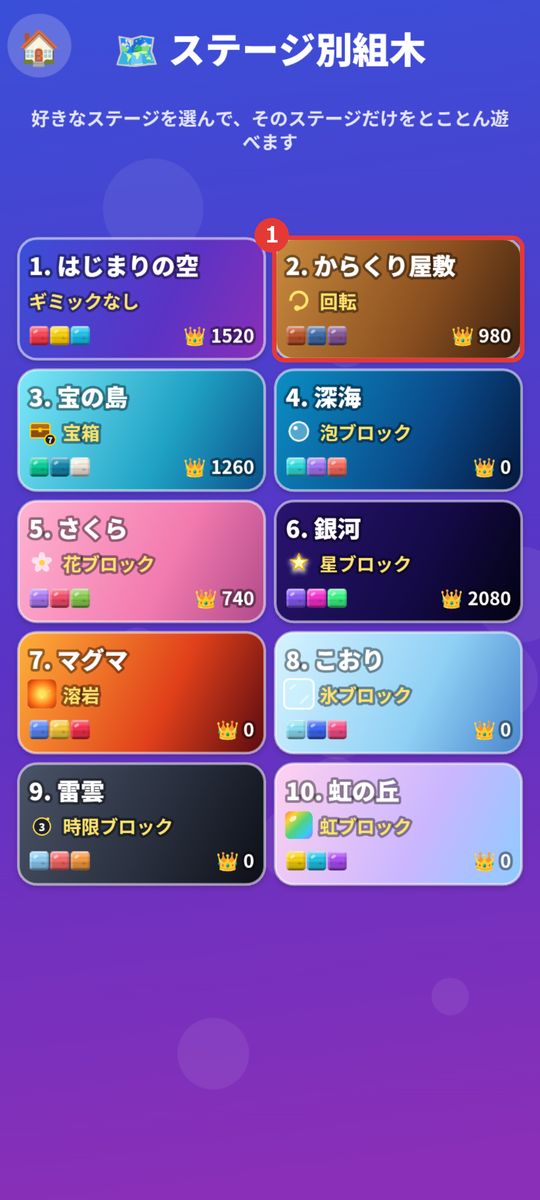 ステージ別組木
好きなステージを選んで、そのステージだけをとことん遊
べます
1
1. はじまりの空
ギミックなし
1520
2. からくり屋敷
回転
980
3. 宝の島
7
宝箱
1260
4. 深海
泡ブロック
0
5. さくら
花ブロック
740
6. 銀河
星ブロック
2080
7. マグマ
溶岩
0
8. こおり
氷ブロック
0
9. 雷雲
3
時限ブロック
0
10. 虹の丘
虹ブロック
0